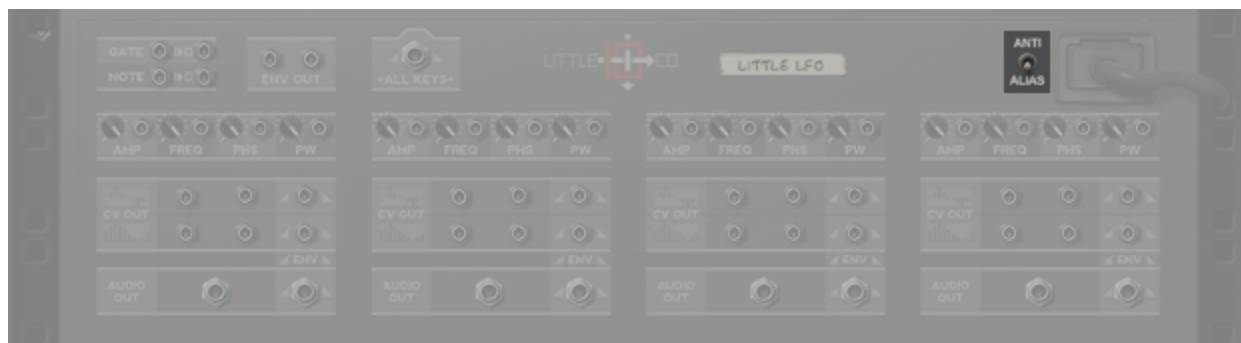 GATE
NOTE
ENV OUT
+ALL KEYS+
LITTLE CO
LITTLE LFO
ANTI
ALIAS
AMP FREQ PHS PW
AMP FREQ PHS PW
AMP FREQ PHS PW
AMP FREQ PHS PW
CV OUT
CV OUT
CV OUT
CV OUT
ENV
ENV
ENV
ENV
AUDIO
OUT
AUDIO
OUT
AUDIO
OUT
AUDIO
OUT